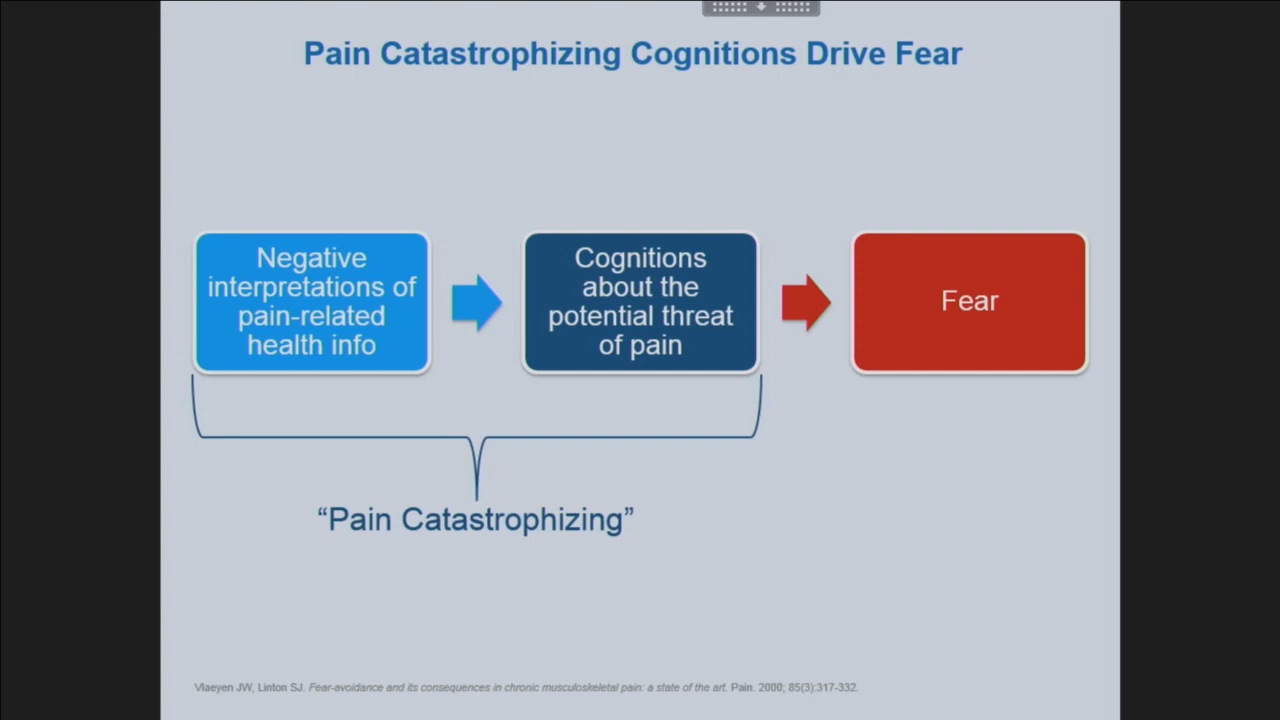 Pain Catastrophizing Cognitions Drive Fear
Negative
interpretations of
pain-related
health info
Cognitions
about the
potential threat
of pain
Fear
“Pain Catastrophizing”
Vlaeyen JW, Linton SJ. Fear-avoidance and its consequences in chronic musculoskeletal pain: a state of the art. Pain. 2000; 85(3):317-332.